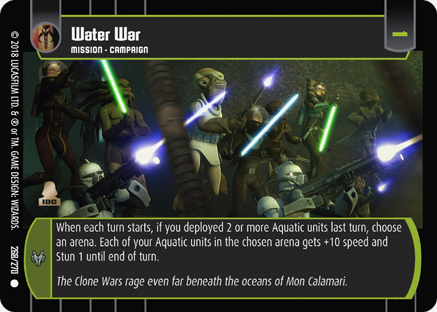 Water War
MISSION - CAMPAIGN
When each turn starts, if you deployed 2 or more Aquatic units last turn, choose
an arena. Each of your Aquatic units in the chosen arena gets +10 speed and
Stun 1 until end of turn.
The Clone Wars rage even far beneath the oceans of Mon Calamari.
IDC
© 2018 LUCASFILM LTD. & ® or TM. GAME DESIGN: WIZARDS.